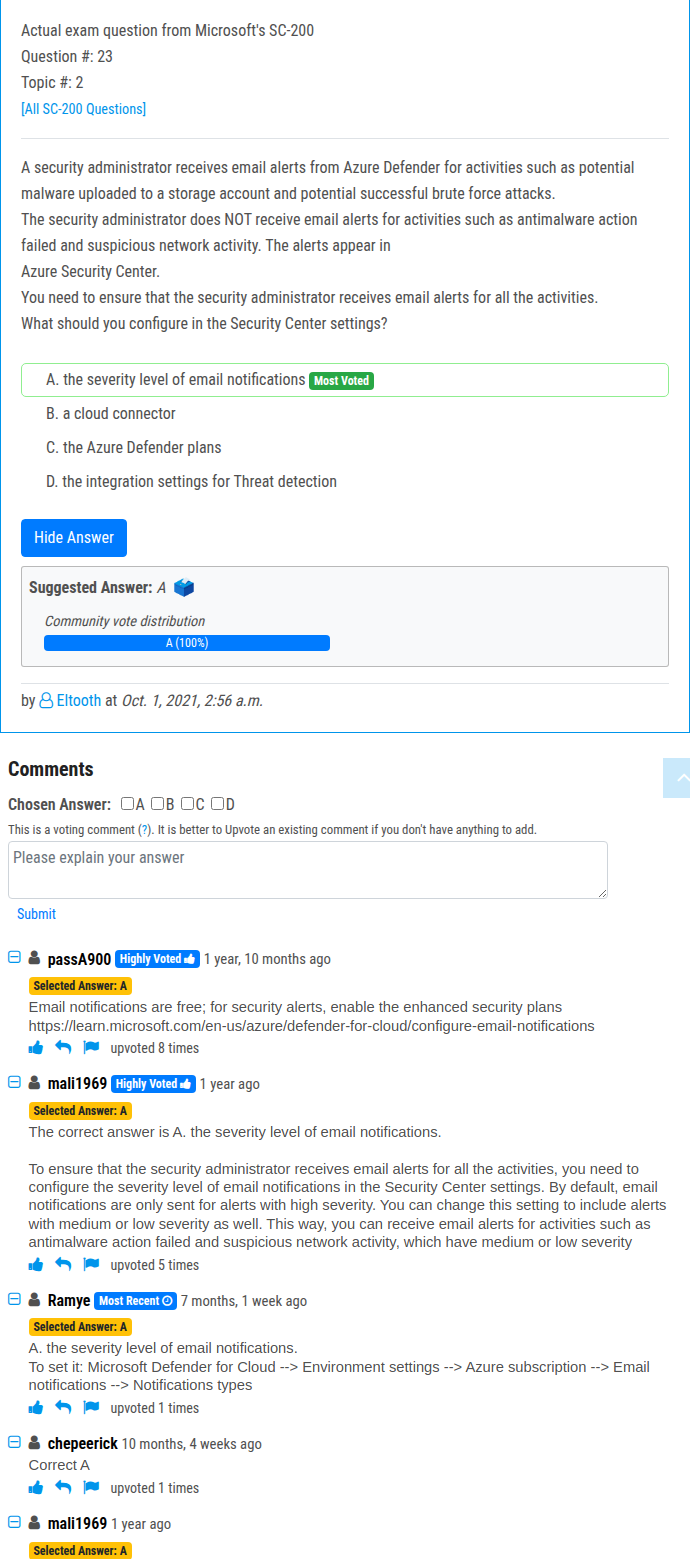 Actual exam question from Microsoft's SC-200
Question #: 23
Topic #: 2
[All SC-200 Questions]
A security administrator receives email alerts from Azure Defender for activities such as potential
malware uploaded to a storage account and potential successful brute force attacks.
The security administrator does NOT receive email alerts for activities such as antimalware action
failed and suspicious network activity. The alerts appear in
Azure Security Center.
You need to ensure that the security administrator receives email alerts for all the activities.
What should you configure in the Security Center settings?
A. the severity level of email notifications Most Voted
B. a cloud connector
C. the Azure Defender plans
D. the integration settings for Threat detection
Hide Answer
Suggested Answer: A
Community vote distribution
A (100%)
by Eltooth at Oct. 1, 2021, 2:56 a.m.
Comments
Chosen Answer: A B C D
This is a voting comment (?). It is better to Upvote an existing comment if you don't have anything to add.
Please explain your answer
Submit
passA900 Highly Voted 1 year, 10 months ago
Selected Answer: A
Email notifications are free; for security alerts, enable the enhanced security plans
https://learn.microsoft.com/en-us/azure/defender-for-cloud/configure-email-notifications
upvoted 8 times
mali1969 Highly Voted 1 year ago
Selected Answer: A
The correct answer is A. the severity level of email notifications.
To ensure that the security administrator receives email alerts for all the activities, you need to
configure the severity level of email notifications in the Security Center settings. By default, email
notifications are only sent for alerts with high severity. You can change this setting to include alerts
with medium or low severity as well. This way, you can receive email alerts for activities such as
antimalware action failed and suspicious network activity, which have medium or low severity
upvoted 5 times
Ramye Most Recent 7 months, 1 week ago
Selected Answer: A
A. the severity level of email notifications.
To set it: Microsoft Defender for Cloud --> Environment settings --> Azure subscription --> Email
notifications --> Notifications types
upvoted 1 times
chepeerick 10 months, 4 weeks ago
Correct A
upvoted 1 times
mali1969 1 year ago
Selected Answer: A